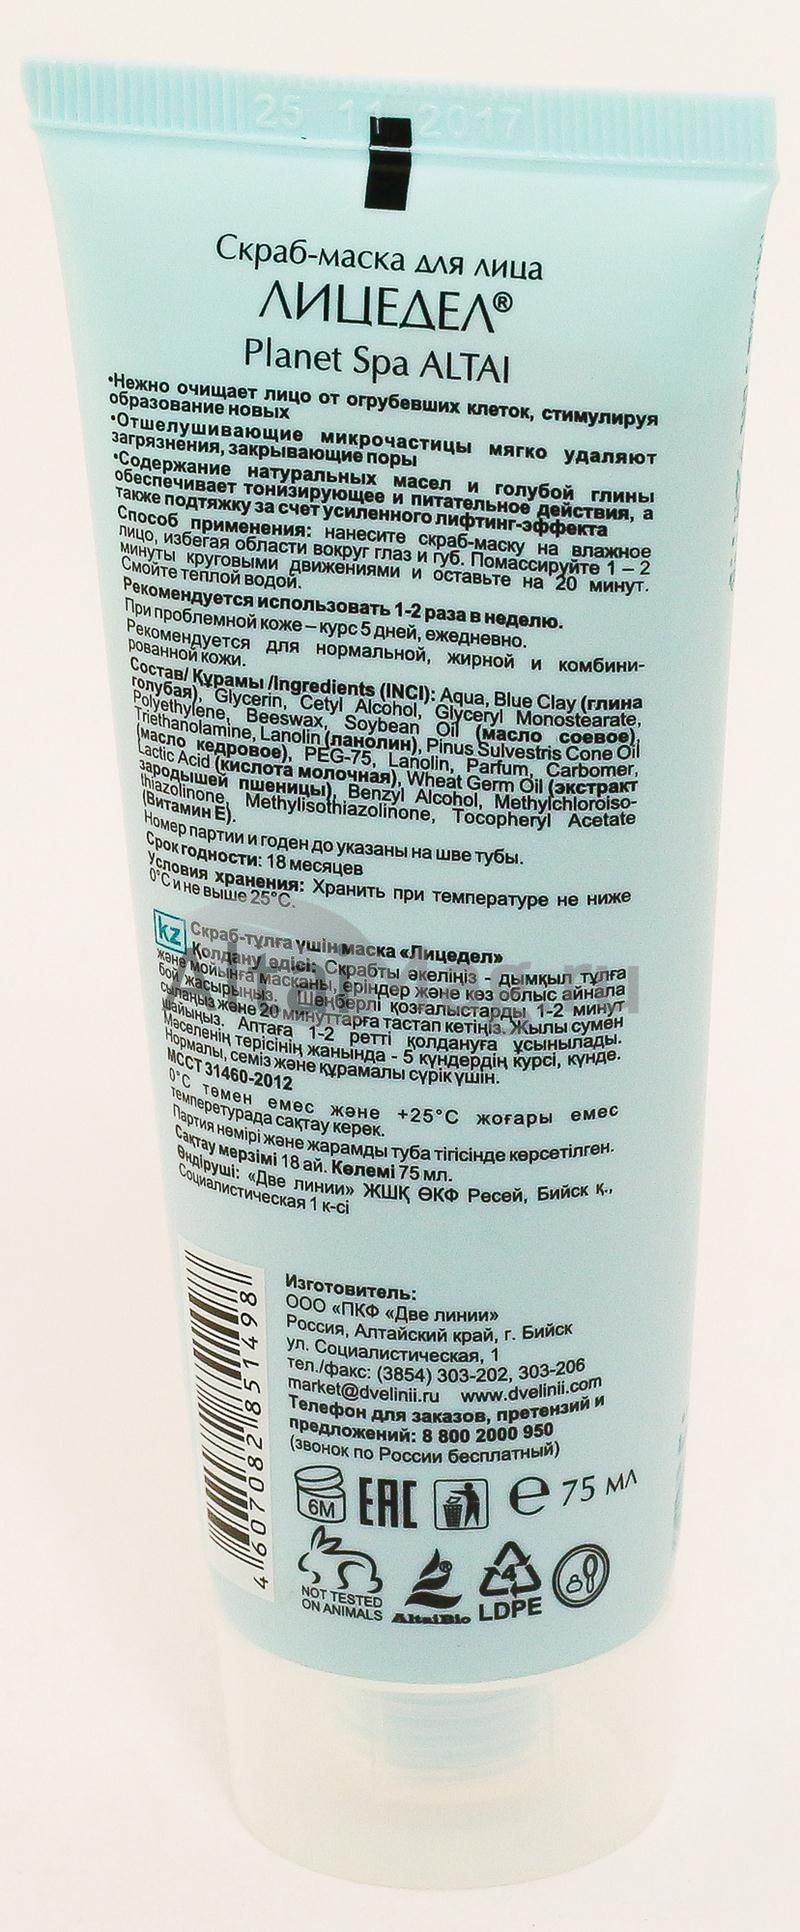 25 11 2017
Скраб-маска для лица
ЛИЦЕДЕЛ®
Planet Spa ALTAI
•Нежно очищает лицо от огрубевших клеток, стимулируя
образование новых
•Отшелушивающие микрочастицы мягко удаляют
загрязнения, закрывающие поры
•Содержание натуральных масел и голубой глины
обеспечивает тонизирующее и питательное действия, а
также подтяжку за счет усиленного лифтинг-эффекта
Способ применения: нанесите скраб-маску на влажное
лицо, избегая области вокруг глаз и губ. Помассируйте 1 – 2
минуты круговыми движениями и оставьте на 20 минут.
Смойте теплой водой.
Рекомендуется использовать 1-2 раза в неделю.
При проблемной коже – курс 5 дней, ежедневно.
Рекомендуется для нормальной, жирной и комбини-
рованной кожи.
Состав/ Құрамы /Ingredients (INCI): Aqua, Blue Clay (глина
голубая), Glycerin, Cetyl Alcohol, Glyceryl Monostearate,
Polyethylene, Beeswax, Soybean Oil (масло соевое),
Triethanolamine, Lanolin (ланолин), Pinus Sulvestris Cone Oil
(масло кедровое), PEG-75, Lanolin, Parfum, Carbomer,
Lactic Acid (кислота молочная), Wheat Germ Oil (экстракт
зародышей пшеницы), Benzyl Alcohol, Methylchloroiso-
thiazolinone, Methylisothiazolinone, Tocopheryl Acetate
(Витамин Е).
Номер партии и годен до указаны на шве тубы.
Срок годности: 18 месяцев
Условия хранения: Хранить при температуре не ниже
0°С и не выше 25°С.
kz Скраб-тұлға үшін маска «Лицедел»
Қолдану әдісі: Скрабты әкеліңіз - дымқыл тұлға
және мойынға масканы, еріндер және көз облыс айнала
бой жасырыңыз. Шеңберлі қозғалыстарды 1-2 минут
сылаңыз және 20 минуттарға тастап кетіңіз. Жылы сумен
шайыңыз. Аптаға 1-2 ретті қолдануға ұсынылады.
Мәселенің терісінің жанында - 5 күндердің курсі, күнде.
Нормалы, семіз және құрамалы сүрік үшін.
МССТ 31460-2012
0°С төмен емес және +25°С жоғары емес
температурада сақтау керек.
Партия нөмірі және жарамды туба тігісінде көрсетілген.
Сақтау мерзімі 18 ай. Көлемі 75 мл.
Өндіруші: «Две линии» ЖШҚ ӨКФ Ресей, Бийск қ.,
Социалистическая 1 к-сі
Изготовитель:
ООО «ПКФ «Две линии»
Россия, Алтайский край, г. Бийск
ул. Социалистическая, 1
тел./факс: (3854) 303-202, 303-206
market@dvelinii.ru www.dvelinii.com
Телефон для заказов, претензий и
предложений: 8 800 2000 950
(звонок по России бесплатный)
4 607082 851498
6М EAC ℮ 75 мл
NOT TESTED
ON ANIMALS
AltaiBio
4
LDPE